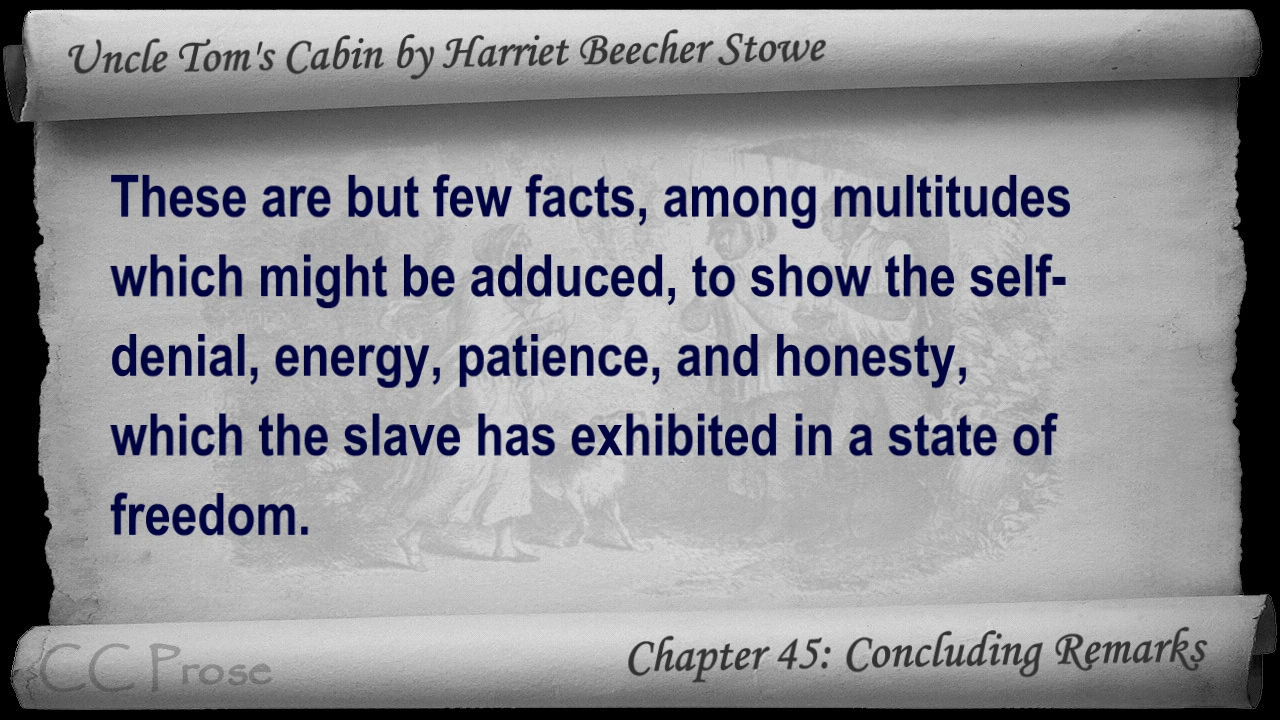 Uncle Tom's Cabin by Harriet Beecher Stowe
These are but few facts, among multitudes
which might be adduced, to show the self-
denial, energy, patience, and honesty,
which the slave has exhibited in a state of
freedom.
CC Prose
Chapter 45: Concluding Remarks